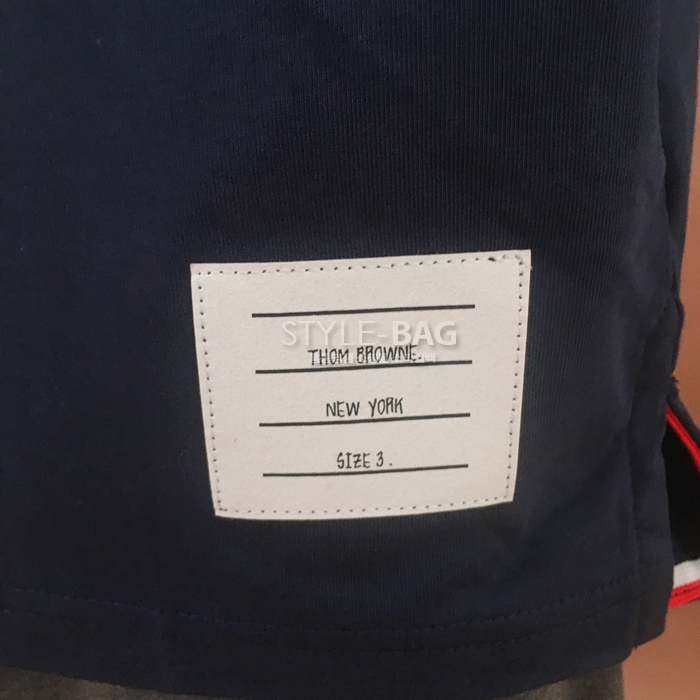 STYLE-BAG
THOM BROWNE.
NEW YORK
SIZE 3.